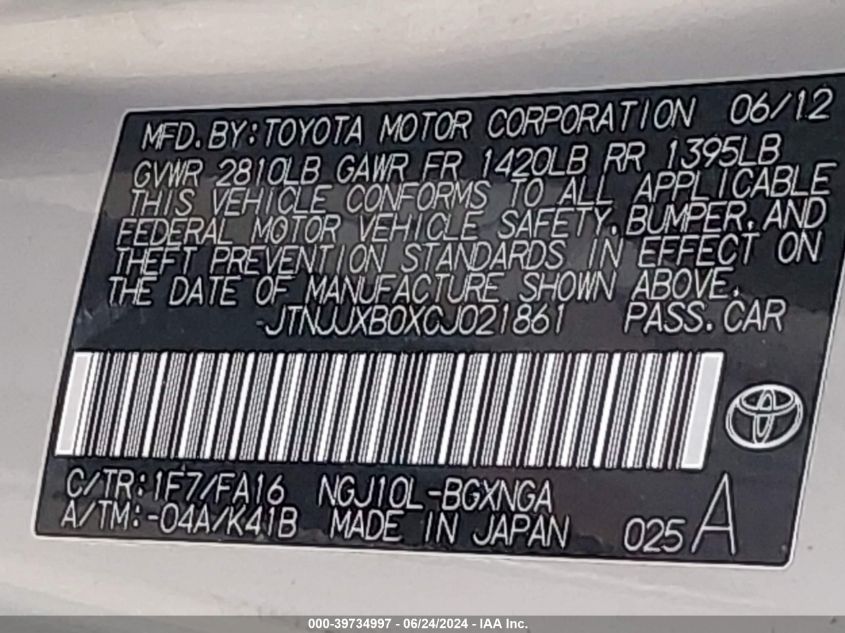 MFD. BY: TOYOTA MOTOR CORPORATION 06/12
GVWR 2810LB GAWR FR 1420LB RR 1395LB
THIS VEHICLE CONFORMS TO ALL APPLICABLE
FEDERAL MOTOR VEHICLE SAFETY, BUMPER, AND
THEFT PREVENTION STANDARDS IN EFFECT ON
THE DATE OF MANUFACTURE SHOWN ABOVE.
JTNJJXB0XCJ021861 PASS. CAR
C/TR: 1F7/FA16 NGJ10L-BGXNGA
A/TM: -04A/K41B MADE IN JAPAN 025 A
000-39734997 - 06/24/2024 - IAA Inc.